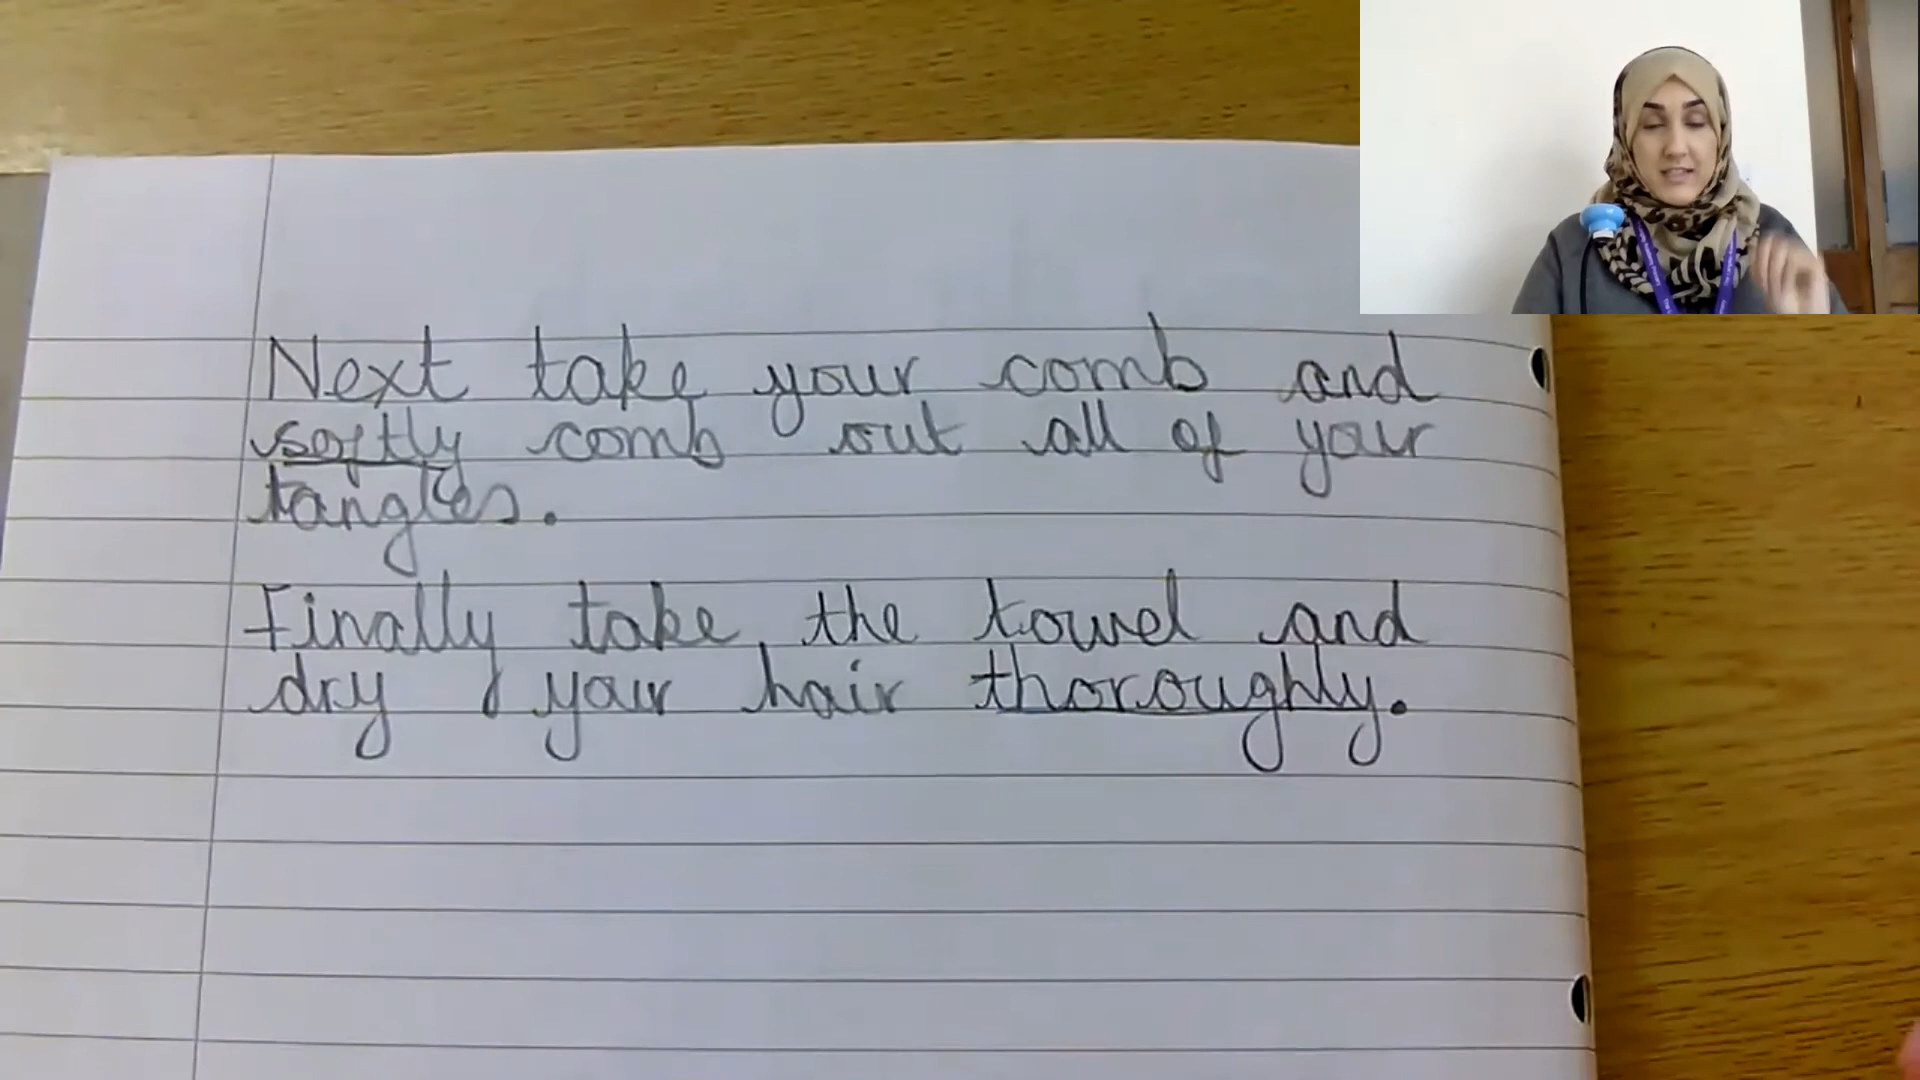 Next take your comb and
softly comb out all of your
tangles.
Finally take the towel and
dry your hair thoroughly.